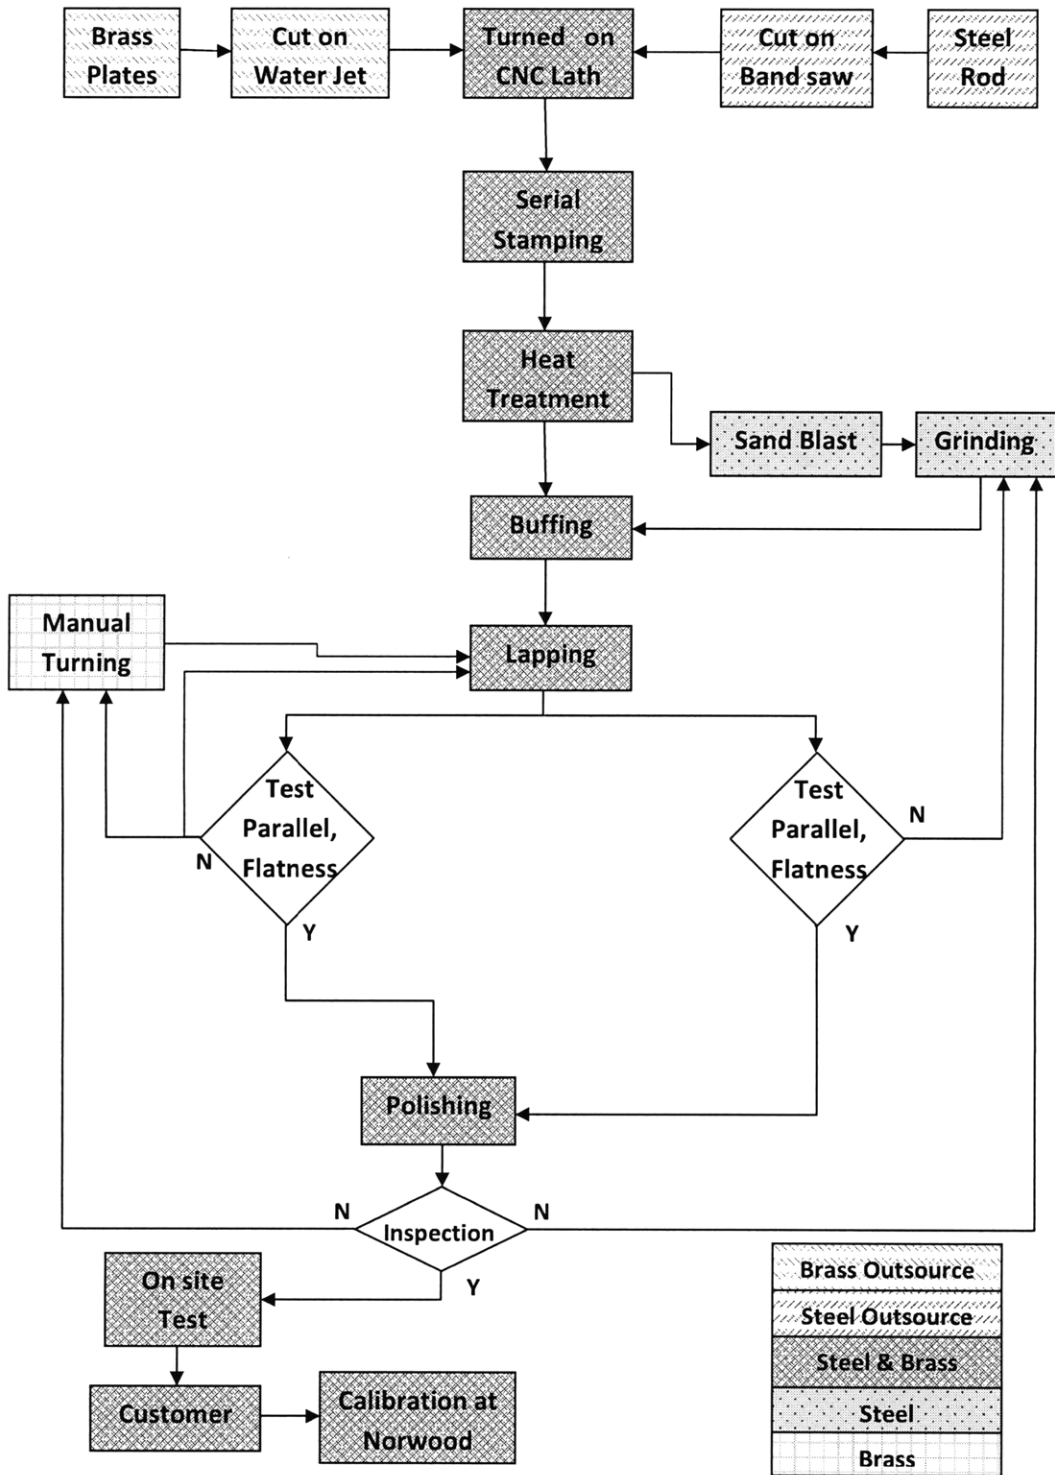 Brass
Plates
Cut on
Water Jet
Turned on
CNC Lath
Cut on
Band saw
Steel
Rod
Serial
Stamping
Heat
Treatment
Sand Blast
Grinding
Buffing
Manual
Turning
Lapping
Test
Parallel,
Flatness
N
Y
Test
Parallel,
Flatness
N
Y
Polishing
N
Inspection
N
Y
On site
Test
Customer
Calibration at
Norwood
Brass Outsource
Steel Outsource
Steel & Brass
Steel
Brass